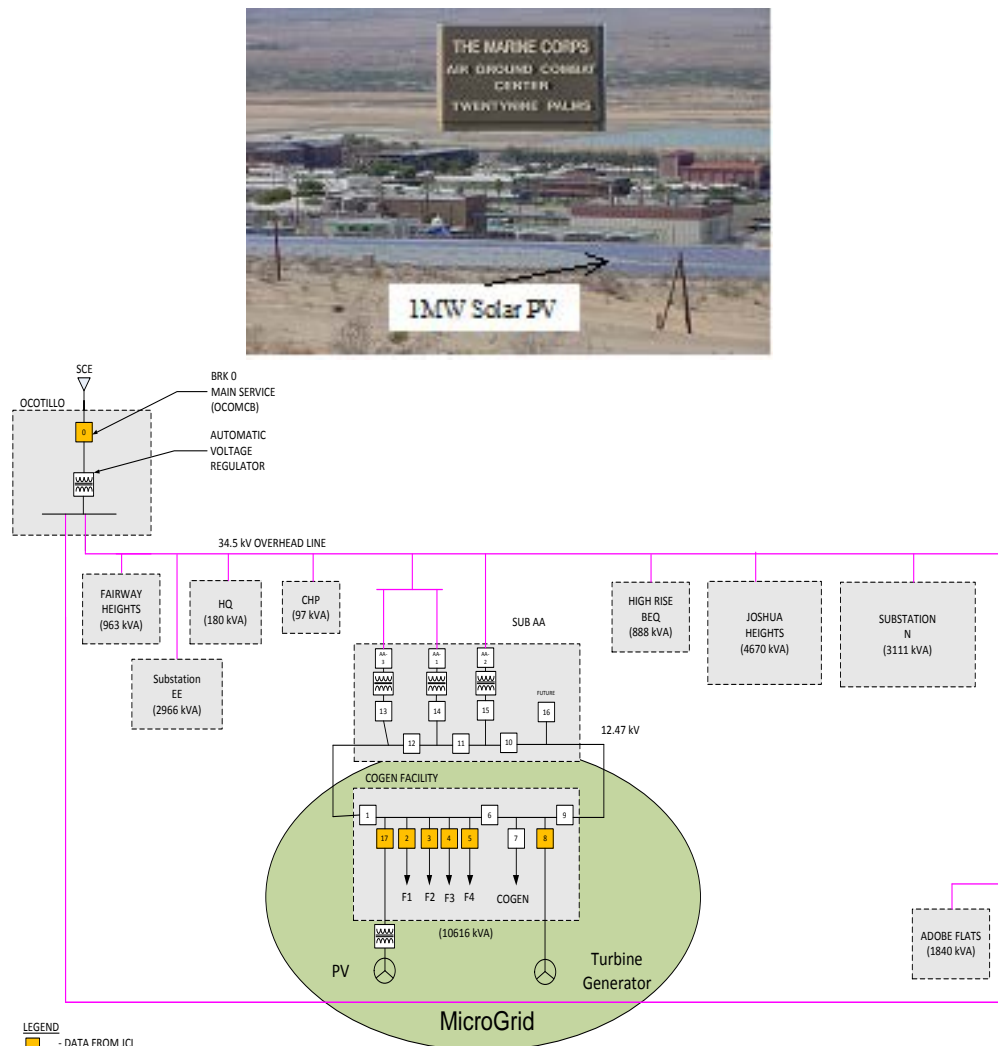 THE MARINE CORPS
AIR GROUND COMBAT
CENTER
TWENTYNINE PALMS
1MW Solar PV
SCE
OCOTILLO
0
BRK 0
MAIN SERVICE
(OCOMCB)
AUTOMATIC
VOLTAGE
REGULATOR
34.5 kV OVERHEAD LINE
FAIRWAY
HEIGHTS
(963 kVA)
HQ
(180 kVA)
CHP
(97 kVA)
HIGH RISE
BEQ
(888 kVA)
JOSHUA
HEIGHTS
(4670 kVA)
SUBSTATION
N
(3111 kVA)
Substation
EE
(2966 kVA)
SUB AA
AA-
3
AA-
1
AA-
2
FUTURE
13
14
15
16
12
11
10
12.47 kV
COGEN FACILITY
1
6
9
17
2
3
4
5
7
8
F1
F2
F3
F4
COGEN
(10616 kVA)
PV
Turbine
Generator
MicroGrid
ADOBE FLATS
(1840 kVA)
LEGEND
- DATA FROM JCI